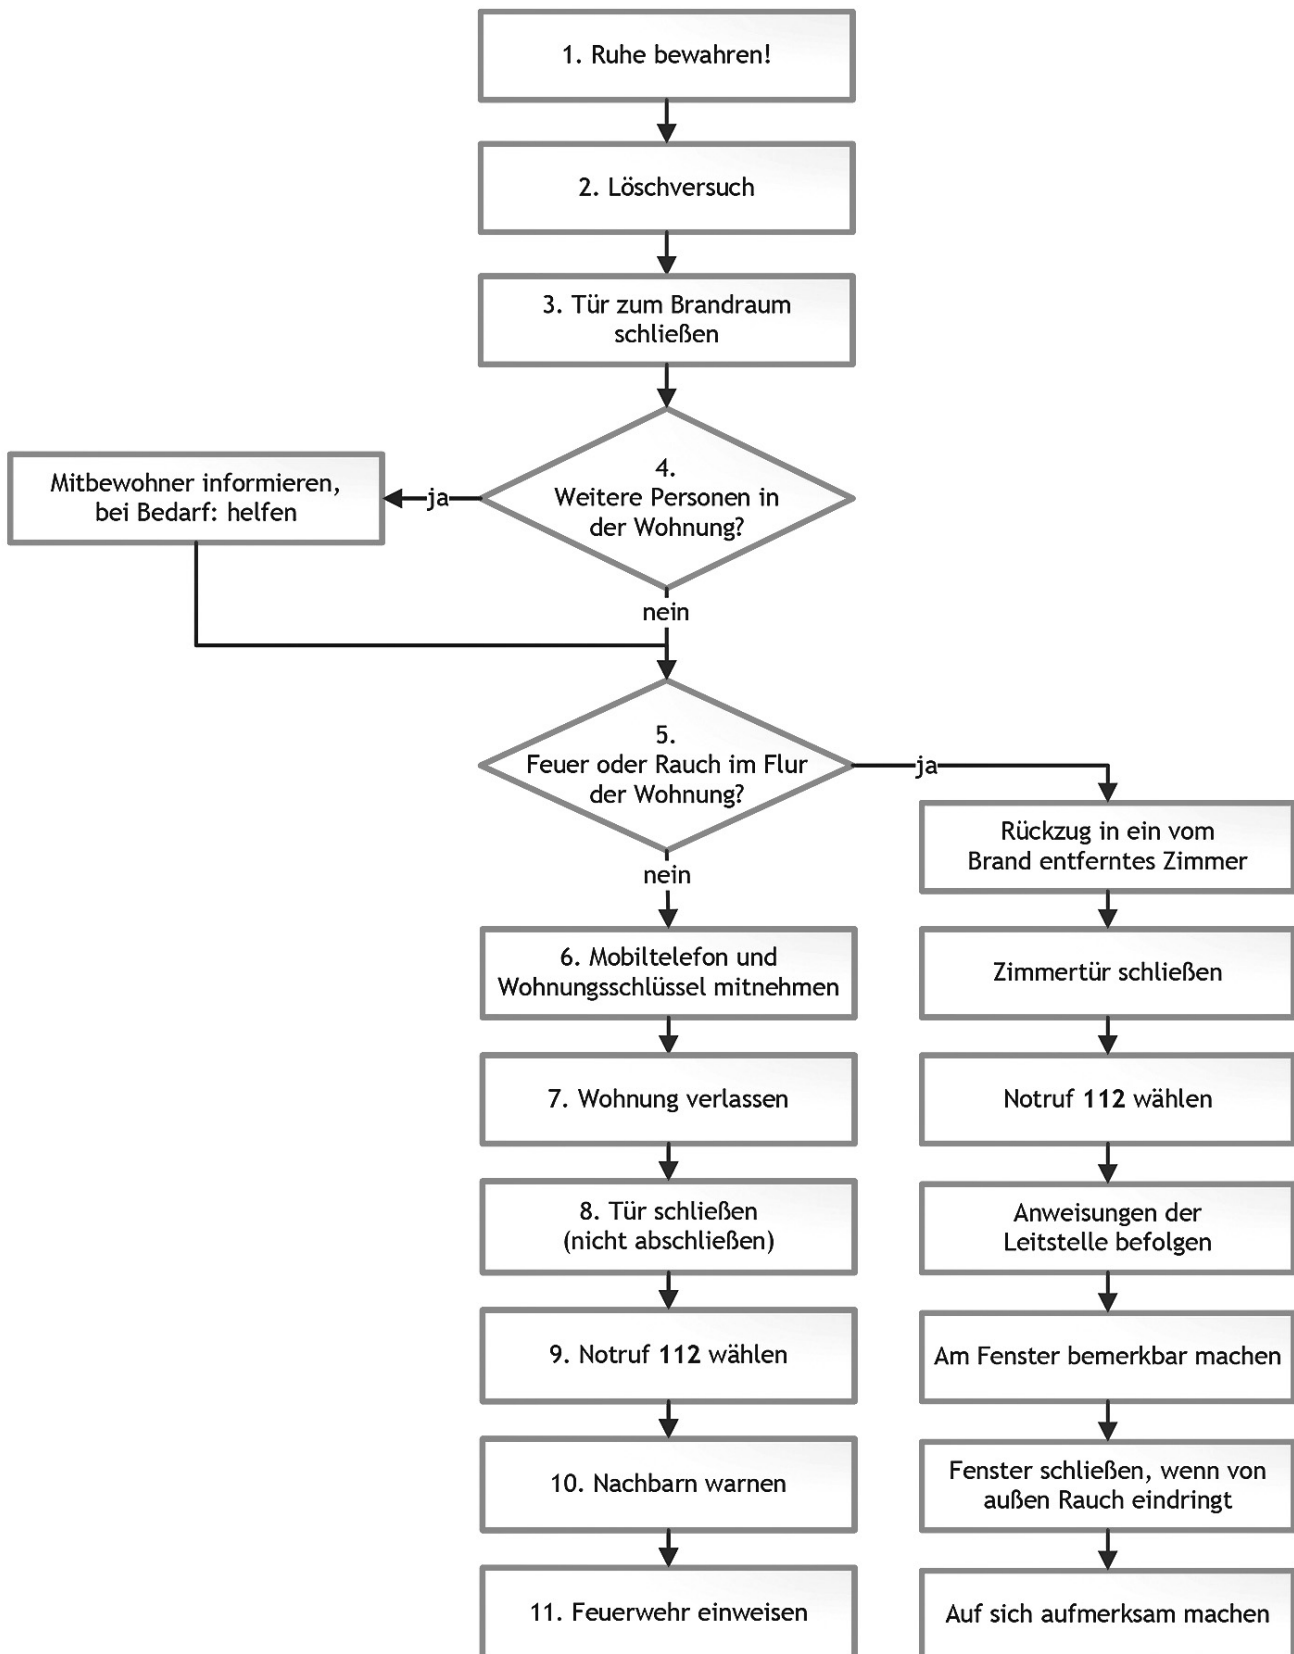 1. Ruhe bewahren!
2. Löschversuch
3. Tür zum Brandraum
schließen
4.
Weitere Personen in
der Wohnung?
ja
Mitbewohner informieren,
bei Bedarf: helfen
nein
5.
Feuer oder Rauch im Flur
der Wohnung?
ja
nein
6. Mobiltelefon und
Wohnungsschlüssel mitnehmen
7. Wohnung verlassen
8. Tür schließen
(nicht abschließen)
9. Notruf 112 wählen
10. Nachbarn warnen
11. Feuerwehr einweisen
Rückzug in ein vom
Brand entferntes Zimmer
Zimmertür schließen
Notruf 112 wählen
Anweisungen der
Leitstelle befolgen
Am Fenster bemerkbar machen
Fenster schließen, wenn von
außen Rauch eindringt
Auf sich aufmerksam machen